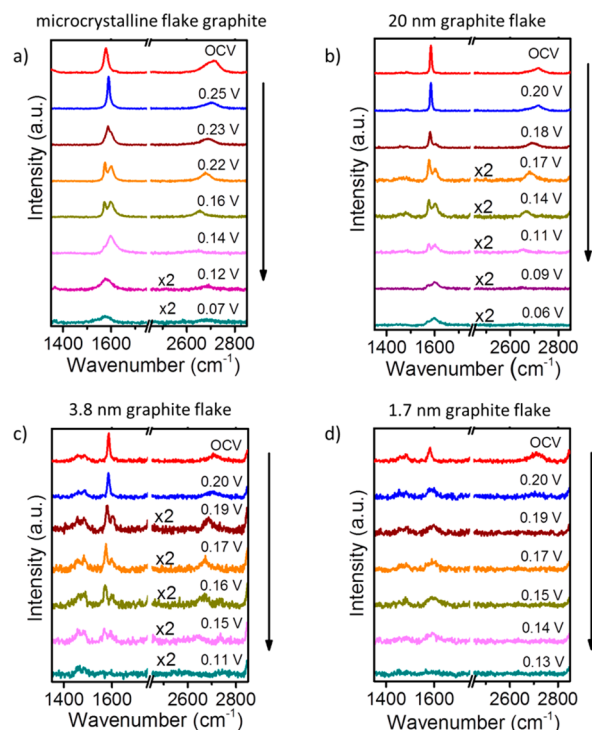 microcrystalline flake graphite
a)
Intensity (a.u.)
OCV
0.25 V
0.23 V
0.22 V
0.16 V
0.14 V
x2 0.12 V
x2 0.07 V
1400 1600 2600 2800
Wavenumber (cm⁻¹)
20 nm graphite flake
b)
Intensity (a.u.)
OCV
0.20 V
0.18 V
x2 0.17 V
x2 0.14 V
x2 0.11 V
x2 0.09 V
x2 0.06 V
1400 1600 2600 2800
Wavenumber (cm⁻¹)
3.8 nm graphite flake
c)
Intensity (a.u.)
OCV
0.20 V
x2 0.19 V
x2 0.17 V
x2 0.16 V
x2 0.15 V
x2 0.11 V
1400 1600 2600 2800
Wavenumber (cm⁻¹)
1.7 nm graphite flake
d)
Intensity (a.u.)
OCV
0.20 V
0.19 V
0.17 V
0.15 V
0.14 V
0.13 V
1400 1600 2600 2800
Wavenumber (cm⁻¹)